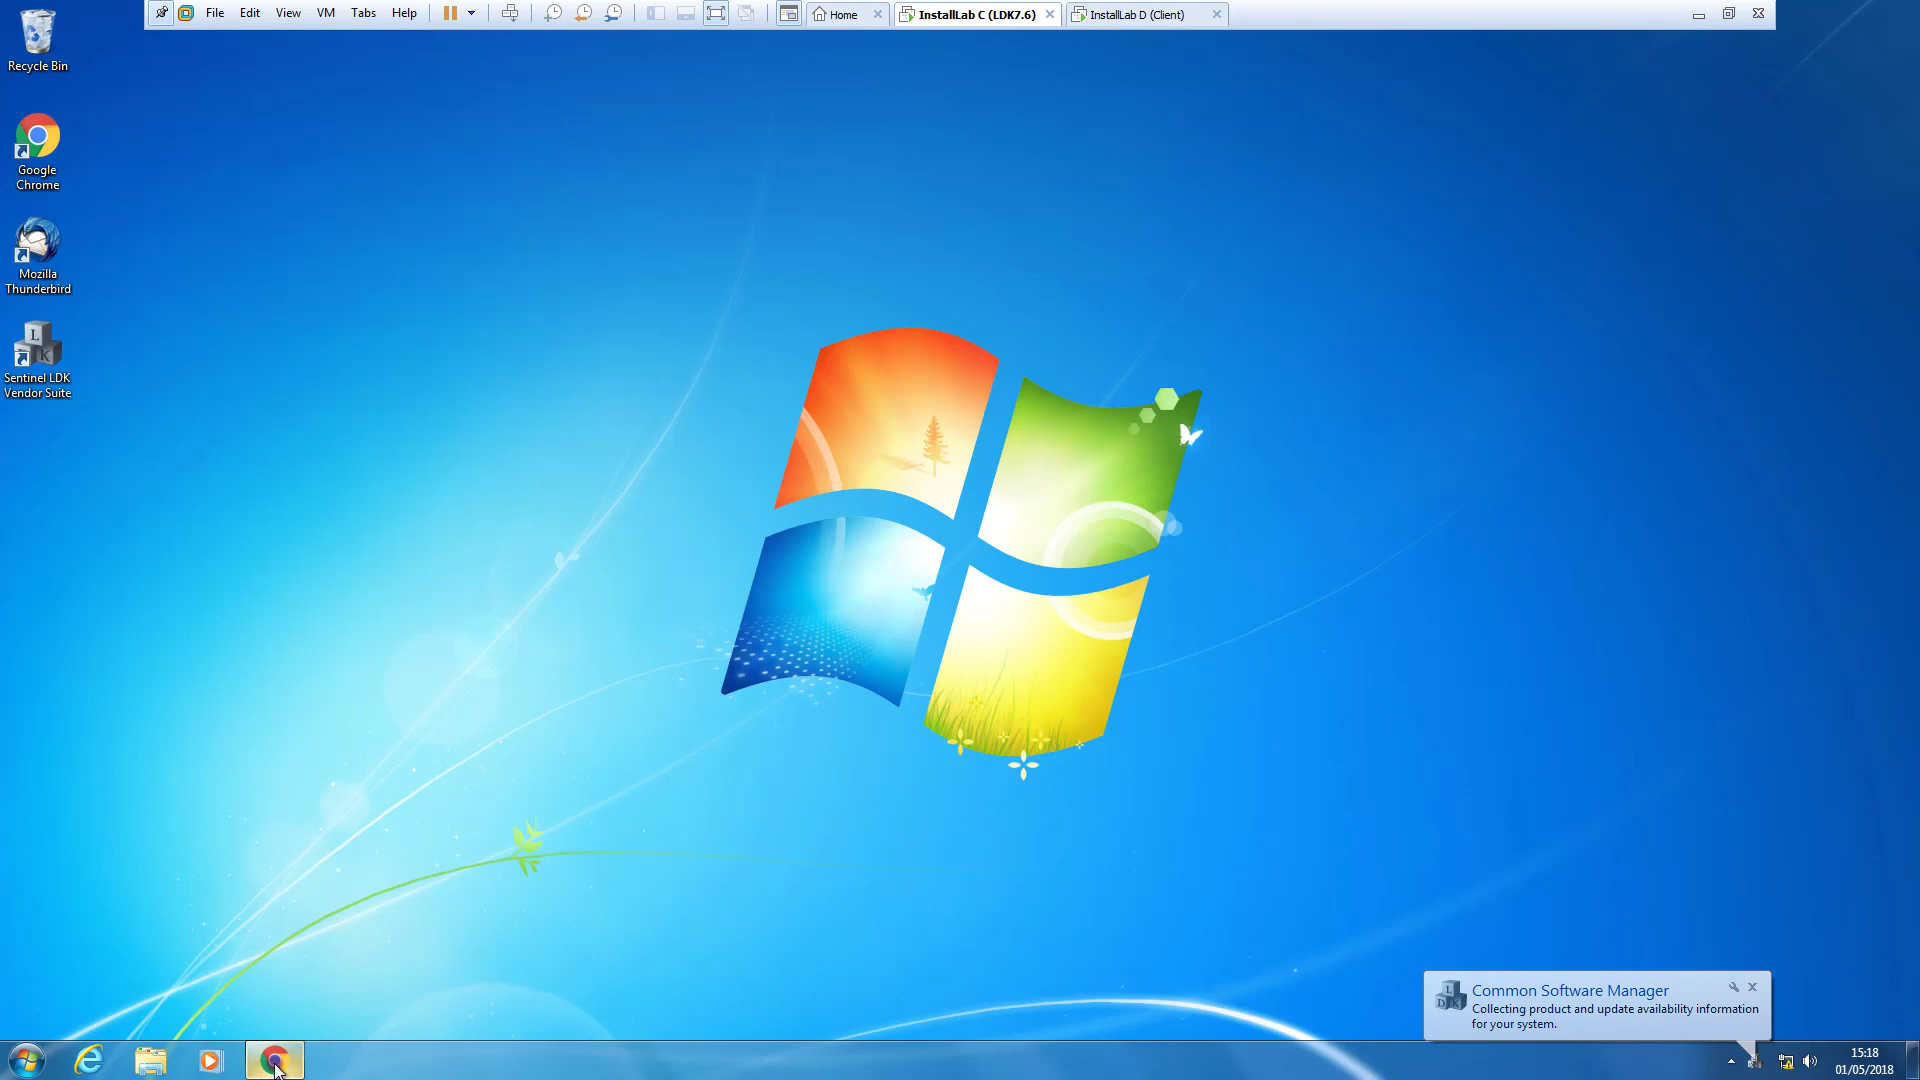 File Edit View VM Tabs Help Home InstallLab C (LDK7.6) InstallLab D (Client)
Recycle Bin
Google
Chrome
Mozilla
Thunderbird
L
K
Sentinel LDK
Vendor Suite
Common Software Manager
Collecting product and update availability information
for your system.
15:18
01/05/2018